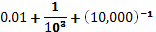 0.01 + 1/10³ + (10,000)⁻¹